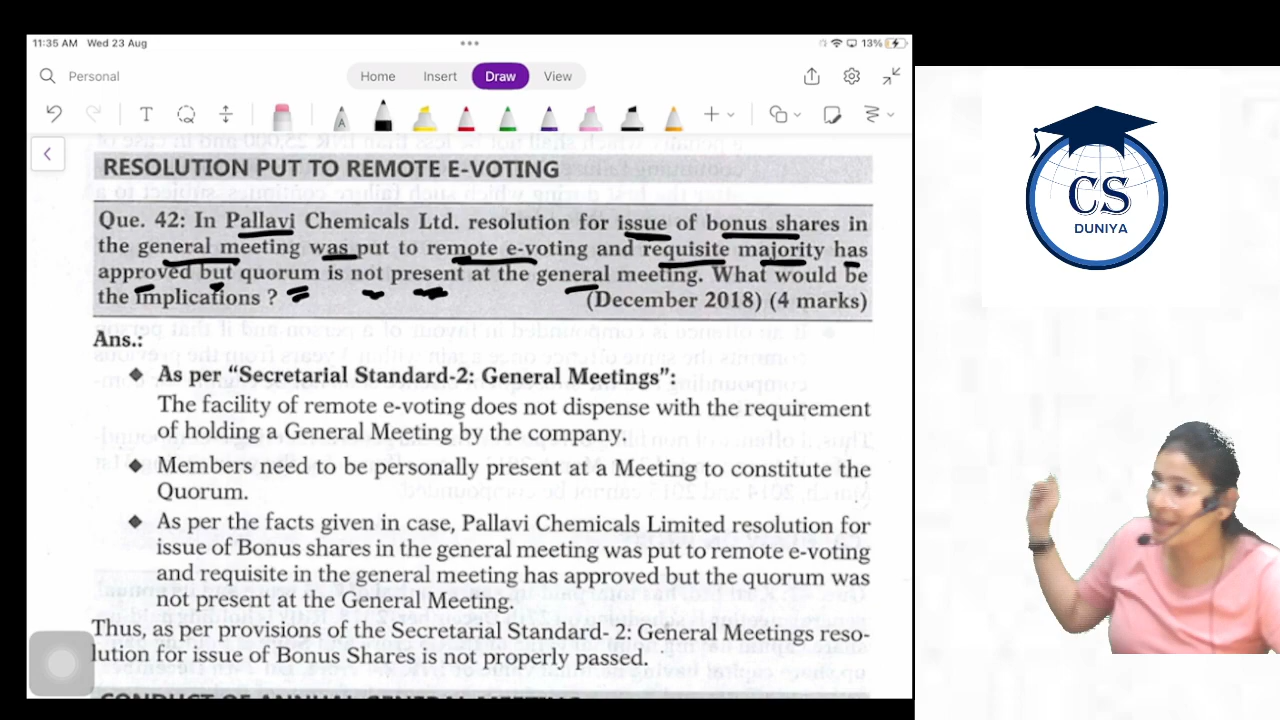 11:35 AM Wed 23 Aug
13%
Personal
Home Insert Draw View
RESOLUTION PUT TO REMOTE E-VOTING
Que. 42: In Pallavi Chemicals Ltd. resolution for issue of bonus shares in
the general meeting was put to remote e-voting and requisite majority has
approved but quorum is not present at the general meeting. What would be
the implications ? (December 2018) (4 marks)
Ans.:
◆ As per “Secretarial Standard-2: General Meetings”:
The facility of remote e-voting does not dispense with the requirement
of holding a General Meeting by the company.
◆ Members need to be personally present at a Meeting to constitute the
Quorum.
◆ As per the facts given in case, Pallavi Chemicals Limited resolution for
issue of Bonus shares in the general meeting was put to remote e-voting
and requisite in the general meeting has approved but the quorum was
not present at the General Meeting.
Thus, as per provisions of the Secretarial Standard- 2: General Meetings reso-
lution for issue of Bonus Shares is not properly passed.
CONDUCT OF ANNUAL GENERAL MEETING
CS
DUNIYA